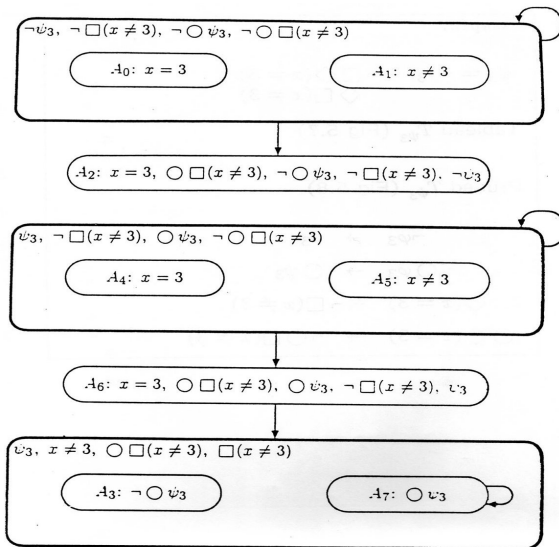 ¬ψ₃, ¬□(x ≠ 3), ¬○ψ₃, ¬○□(x ≠ 3)
A₀: x = 3 A₁: x ≠ 3
A₂: x = 3, ○□(x ≠ 3), ¬○ψ₃, ¬□(x ≠ 3), ¬ψ₃
ψ₃, ¬□(x ≠ 3), ○ψ₃, ¬○□(x ≠ 3)
A₄: x = 3 A₅: x ≠ 3
A₆: x = 3, ○□(x ≠ 3), ○ψ₃, ¬□(x ≠ 3), ψ₃
ψ₃, x ≠ 3, ○□(x ≠ 3), □(x ≠ 3)
A₃: ¬○ψ₃ A₇: ○ψ₃